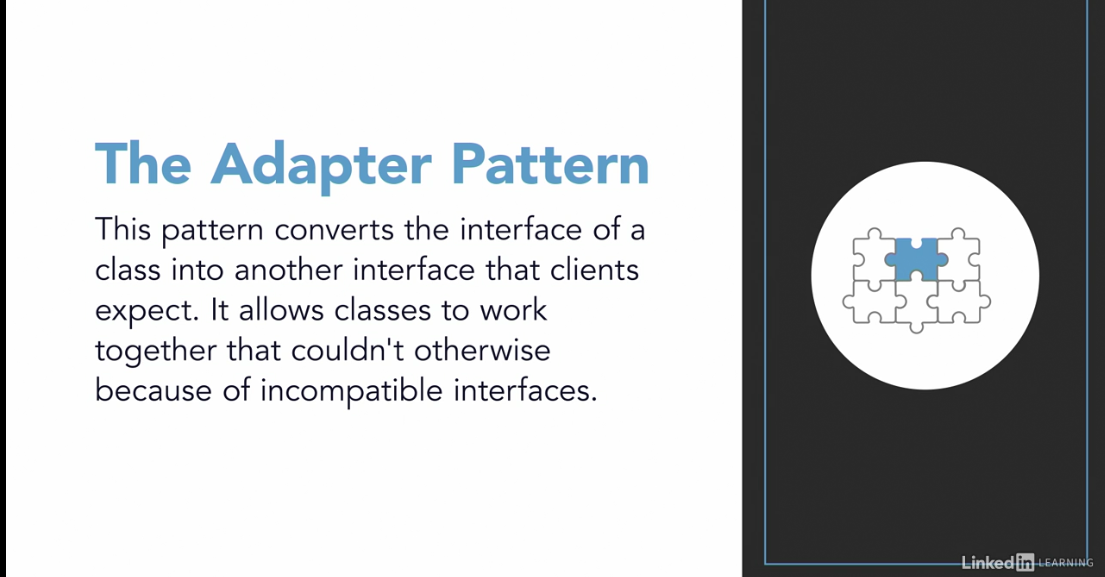 The Adapter Pattern
This pattern converts the interface of a
class into another interface that clients
expect. It allows classes to work
together that couldn't otherwise
because of incompatible interfaces.
Linked in LEARNING